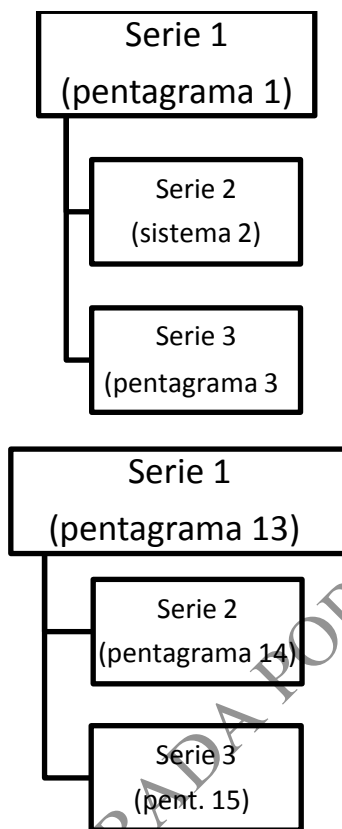 Serie 1
(pentagrama 1)
Serie 2
(sistema 2)
Serie 3
(pentagrama 3
Serie 1
(pentagrama 13)
Serie 2
(pentagrama 14)
Serie 3
(pent. 15)